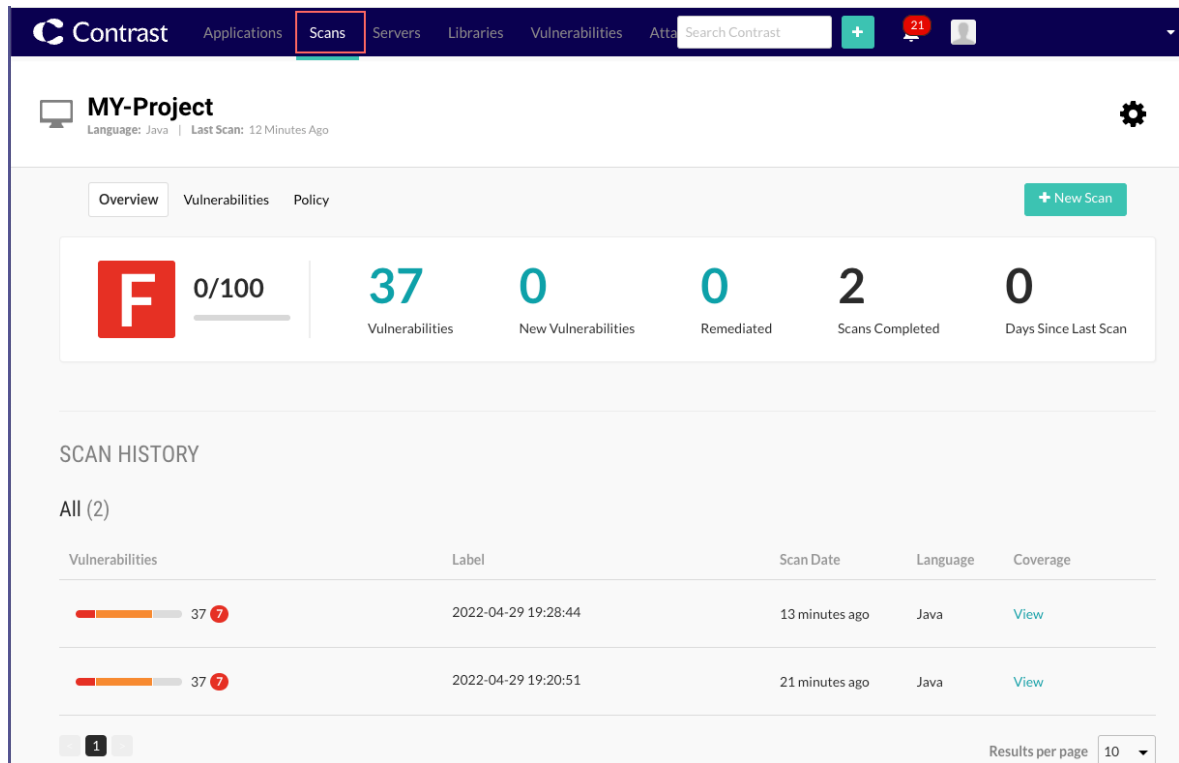 Contrast Applications Scans Servers Libraries Vulnerabilities Atta Search Contrast + 21
MY-Project
Language: Java | Last Scan: 12 Minutes Ago
Overview Vulnerabilities Policy + New Scan
F 0/100 37 0 0 2 0
Vulnerabilities New Vulnerabilities Remediated Scans Completed Days Since Last Scan
SCAN HISTORY
All (2)
Vulnerabilities Label Scan Date Language Coverage
37 7 2022-04-29 19:28:44 13 minutes ago Java View
37 7 2022-04-29 19:20:51 21 minutes ago Java View
1 Results per page 10